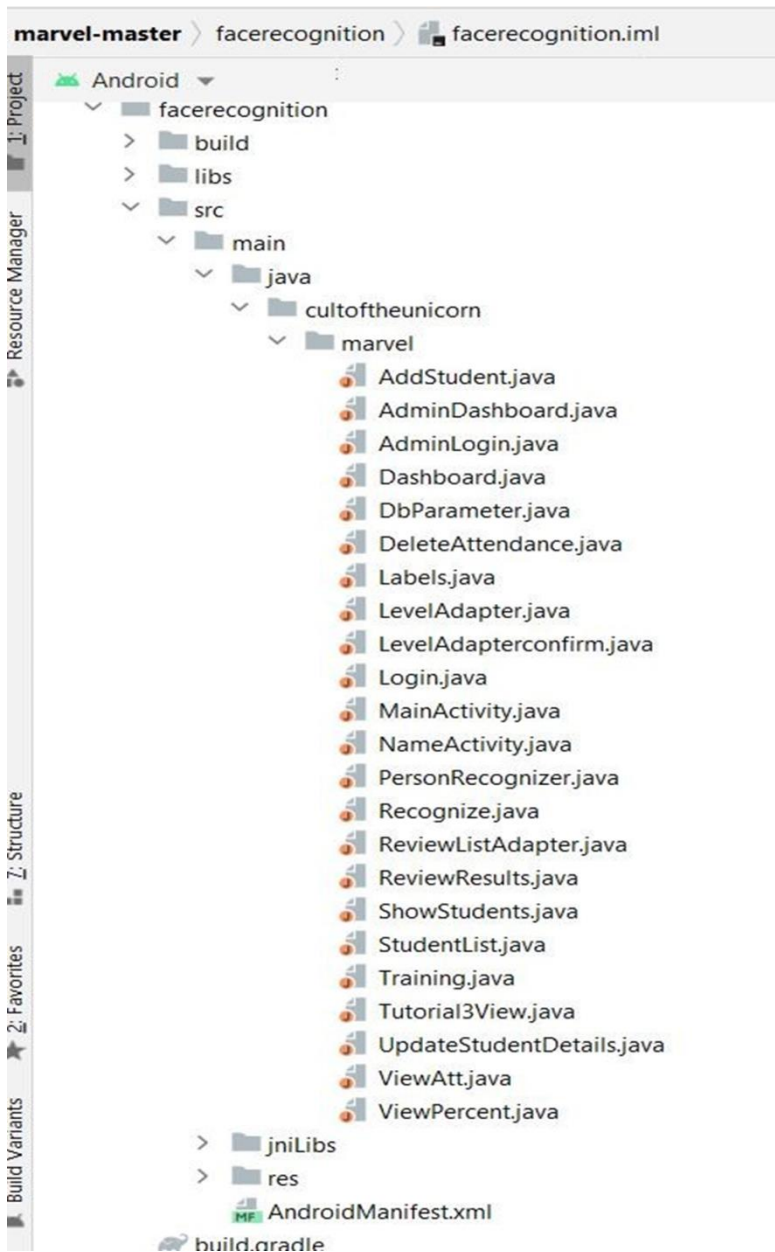 marvel-master facerecognition facerecognition.iml
Android
1: Project
Resource Manager
facerecognition
build
libs
src
main
java
cultoftheunicorn
marvel
AddStudent.java
AdminDashboard.java
AdminLogin.java
Dashboard.java
DbParameter.java
DeleteAttendance.java
Labels.java
LevelAdapter.java
LevelAdapterconfirm.java
Login.java
MainActivity.java
NameActivity.java
PersonRecognizer.java
Recognize.java
ReviewListAdapter.java
ReviewResults.java
ShowStudents.java
StudentList.java
Training.java
Tutorial3View.java
UpdateStudentDetails.java
ViewAtt.java
ViewPercent.java
jniLibs
res
MF AndroidManifest.xml
build.gradle
7: Structure
2: Favorites
Build Variants